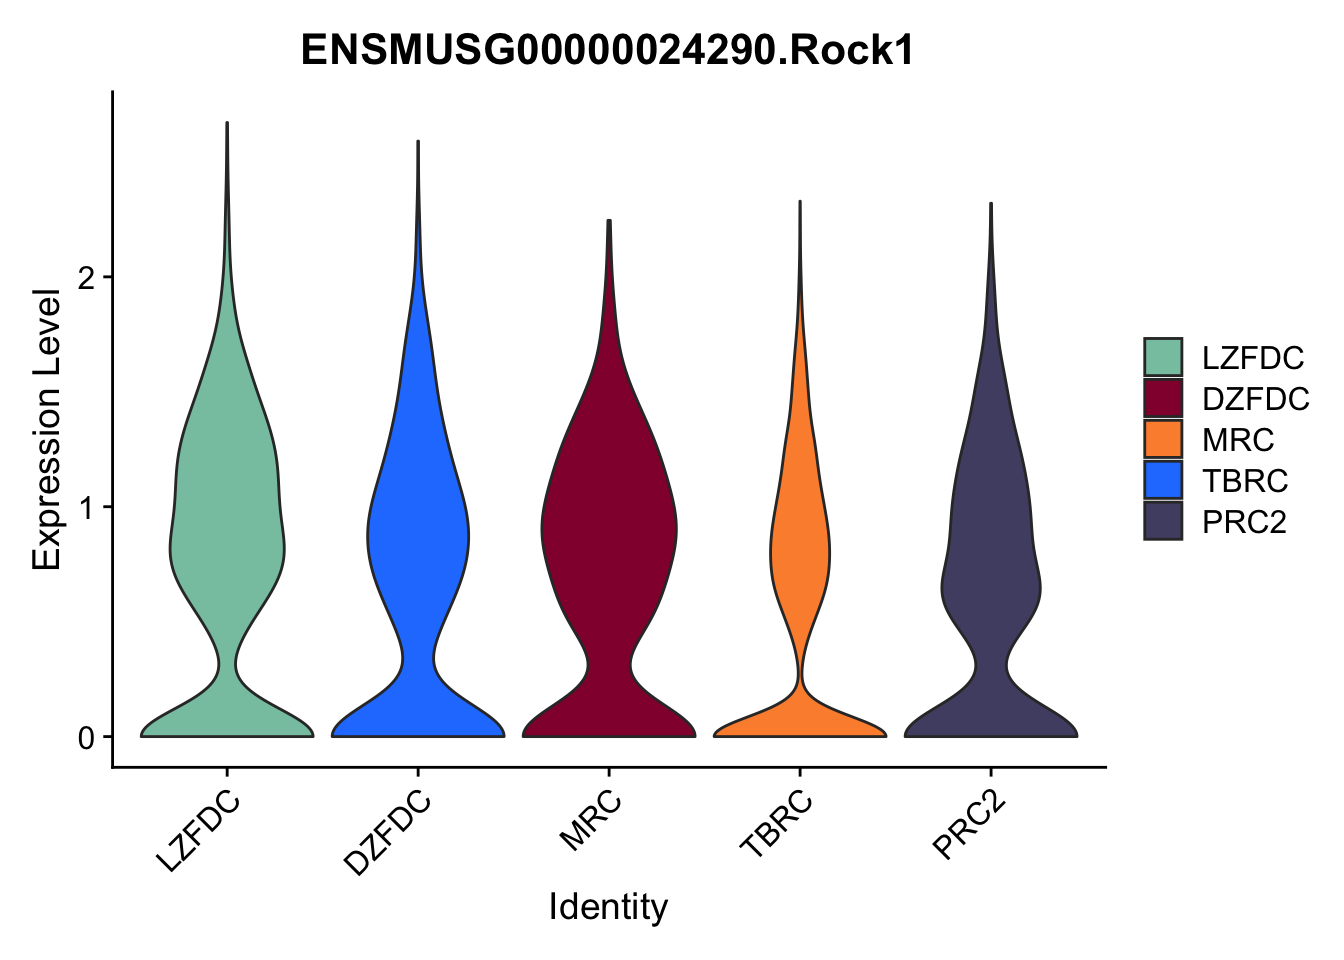 ENSMUSG00000024290.Rock1
Expression Level
2
1
0
LZFDC
DZFDC
MRC
TBRC
PRC2
Identity
LZFDC
DZFDC
MRC
TBRC
PRC2